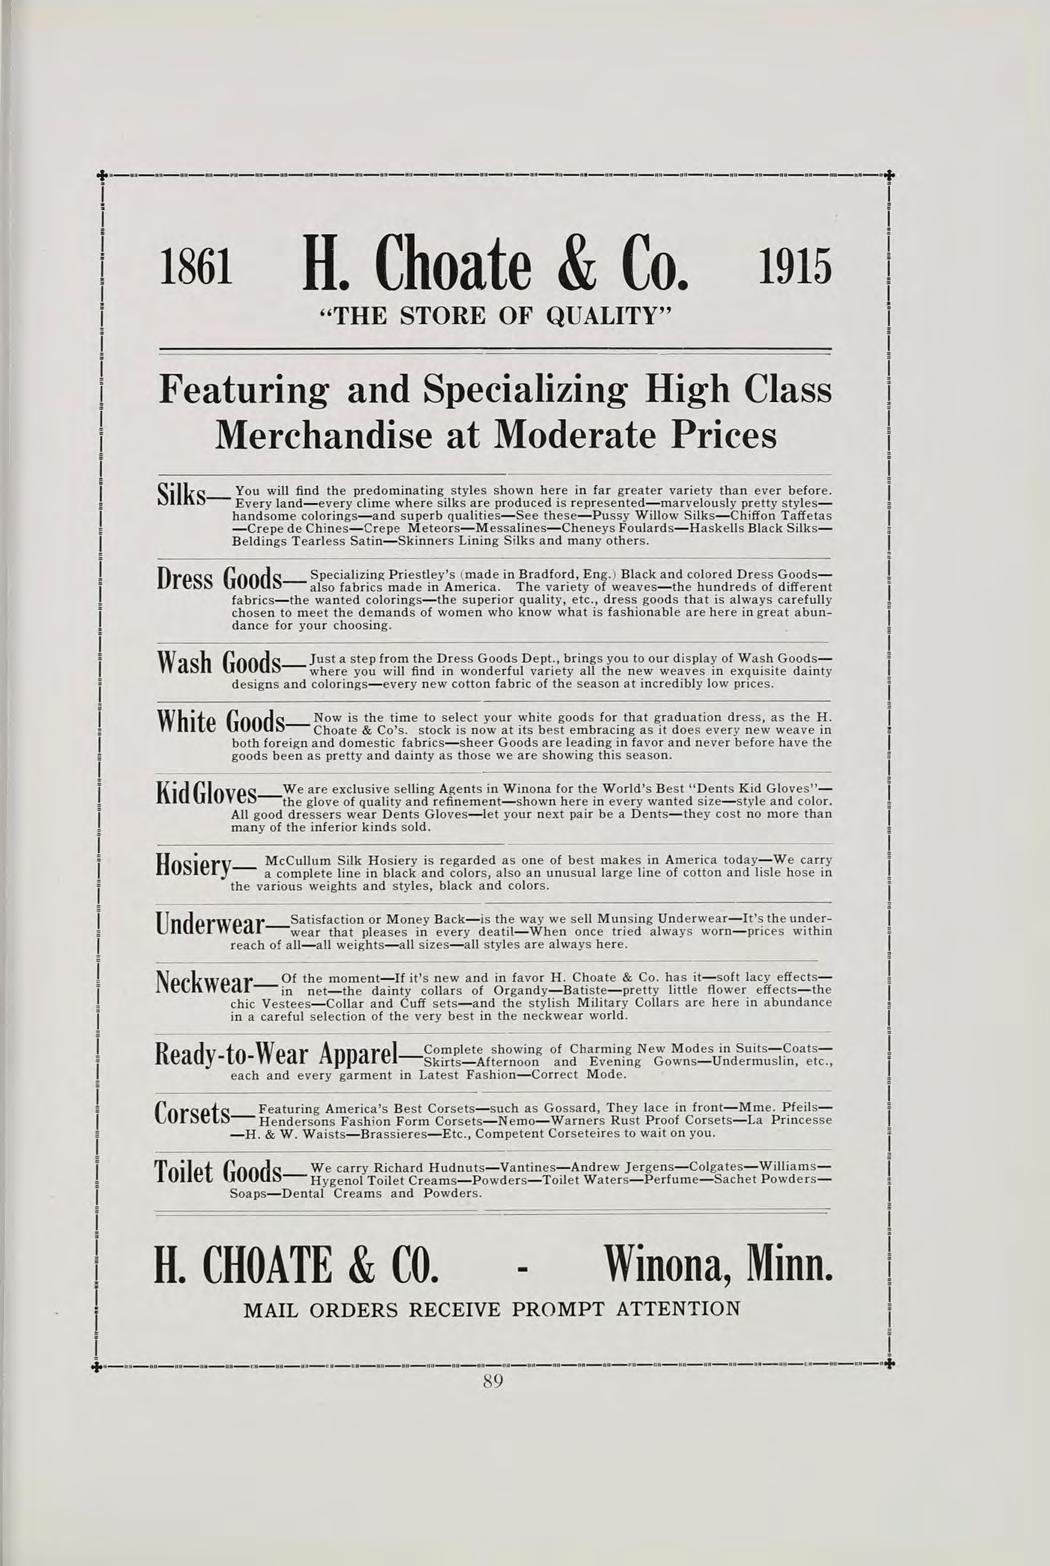 1861 H. Choate & Co. 1915
“THE STORE OF QUALITY”
Featuring and Specializing High Class
Merchandise at Moderate Prices
Silks— You will find the predominating styles shown here in far greater variety than ever before.
Every land—every clime where silks are produced is represented—marvelously pretty styles—
handsome colorings—and superb qualities—See these—Pussy Willow Silks—Chiffon Taffetas
—Crepe de Chines—Crepe Meteors—Messalines—Cheneys Foulards—Haskells Black Silks—
Beldings Tearless Satin—Skinners Lining Silks and many others.
Dress Goods— Specializing Priestley's (made in Bradford, Eng.) Black and colored Dress Goods—
also fabrics made in America. The variety of weaves—the hundreds of different
fabrics—the wanted colorings—the superior quality, etc., dress goods that is always carefully
chosen to meet the demands of women who know what is fashionable are here in great abun-
dance for your choosing.
Wash Goods— Just a step from the Dress Goods Dept., brings you to our display of Wash Goods—
where you will find in wonderful variety all the new weaves in exquisite dainty
designs and colorings—every new cotton fabric of the season at incredibly low prices.
White Goods— Now is the time to select your white goods for that graduation dress, as the H.
Choate & Co's. stock is now at its best embracing as it does every new weave in
both foreign and domestic fabrics—sheer Goods are leading in favor and never before have the
goods been as pretty and dainty as those we are showing this season.
Kid Gloves— We are exclusive selling Agents in Winona for the World's Best “Dents Kid Gloves”—
the glove of quality and refinement—shown here in every wanted size—style and color.
All good dressers wear Dents Gloves—let your next pair be a Dents—they cost no more than
many of the inferior kinds sold.
Hosiery— McCullum Silk Hosiery is regarded as one of best makes in America today—We carry
a complete line in black and colors, also an unusual large line of cotton and lisle hose in
the various weights and styles, black and colors.
Underwear— Satisfaction or Money Back—is the way we sell Munsing Underwear—It's the under-
wear that pleases in every deatil—When once tried always worn—prices within
reach of all—all weights—all sizes—all styles are always here.
Neckwear— Of the moment—If it's new and in favor H. Choate & Co. has it—soft lacy effects—
in net—the dainty collars of Organdy—Batiste—pretty little flower effects—the
chic Vestees—Collar and Cuff sets—and the stylish Military Collars are here in abundance
in a careful selection of the very best in the neckwear world.
Ready-to-Wear Apparel— Complete showing of Charming New Modes in Suits—Coats—
Skirts—Afternoon and Evening Gowns—Undermuslin, etc.,
each and every garment in Latest Fashion—Correct Mode.
Corsets— Featuring America's Best Corsets—such as Gossard, They lace in front—Mme. Pfeils—
Hendersons Fashion Form Corsets—Nemo—Warners Rust Proof Corsets—La Princesse
—H. & W. Waists—Brassieres—Etc., Competent Corseteires to wait on you.
Toilet Goods— We carry Richard Hudnuts—Vantines—Andrew Jergens—Colgates—Williams—
Hygenol Toilet Creams—Powders—Toilet Waters—Perfume—Sachet Powders—
Soaps—Dental Creams and Powders.
H. CHOATE & CO. - Winona, Minn.
MAIL ORDERS RECEIVE PROMPT ATTENTION
89